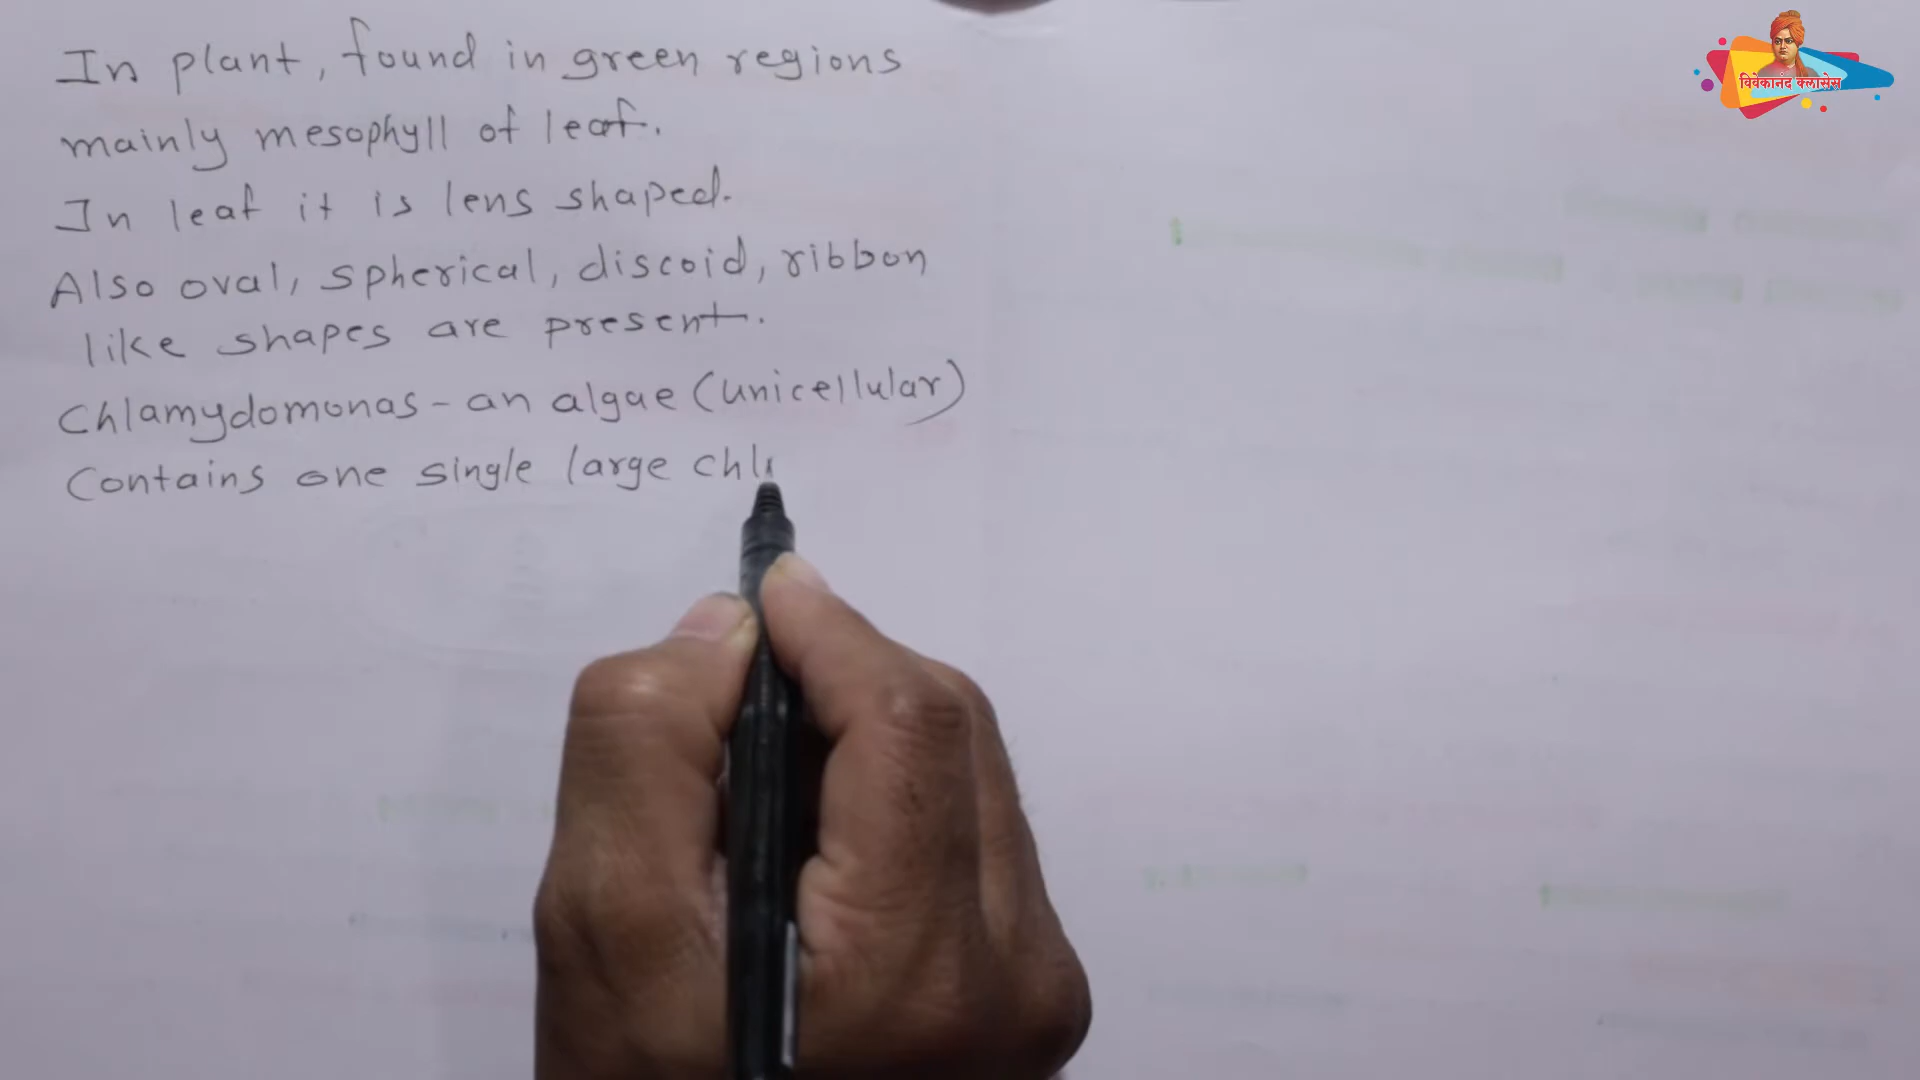 In plant, found in green regions
mainly mesophyll of leaf.
In leaf it is lens shaped.
Also oval, spherical, discoid, ribbon
like shapes are present.
Chlamydomonas - an algae (unicellular)
Contains one single large chl
विवेकानंद क्लासेस